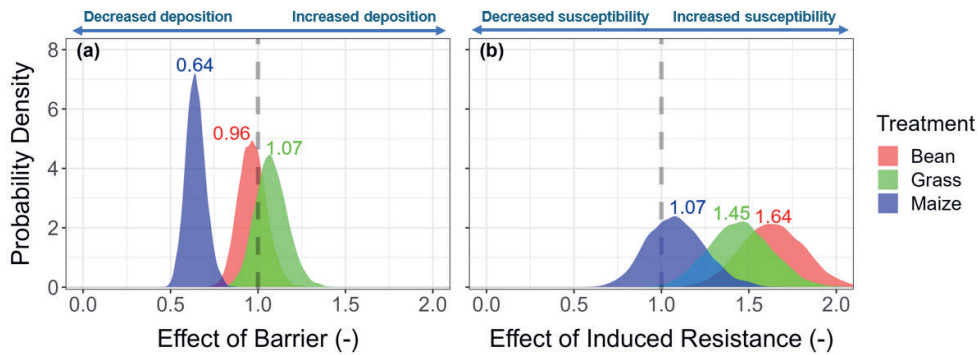 Decreased deposition Increased deposition Decreased susceptibility Increased susceptibility
(a) (b)
8
6
4
2
0
Probability Density
0.64
0.96
1.07
1.07
1.45
1.64
Treatment
Bean
Grass
Maize
0.0 0.5 1.0 1.5 2.0 0.0 0.5 1.0 1.5 2.0
Effect of Barrier (-) Effect of Induced Resistance (-)